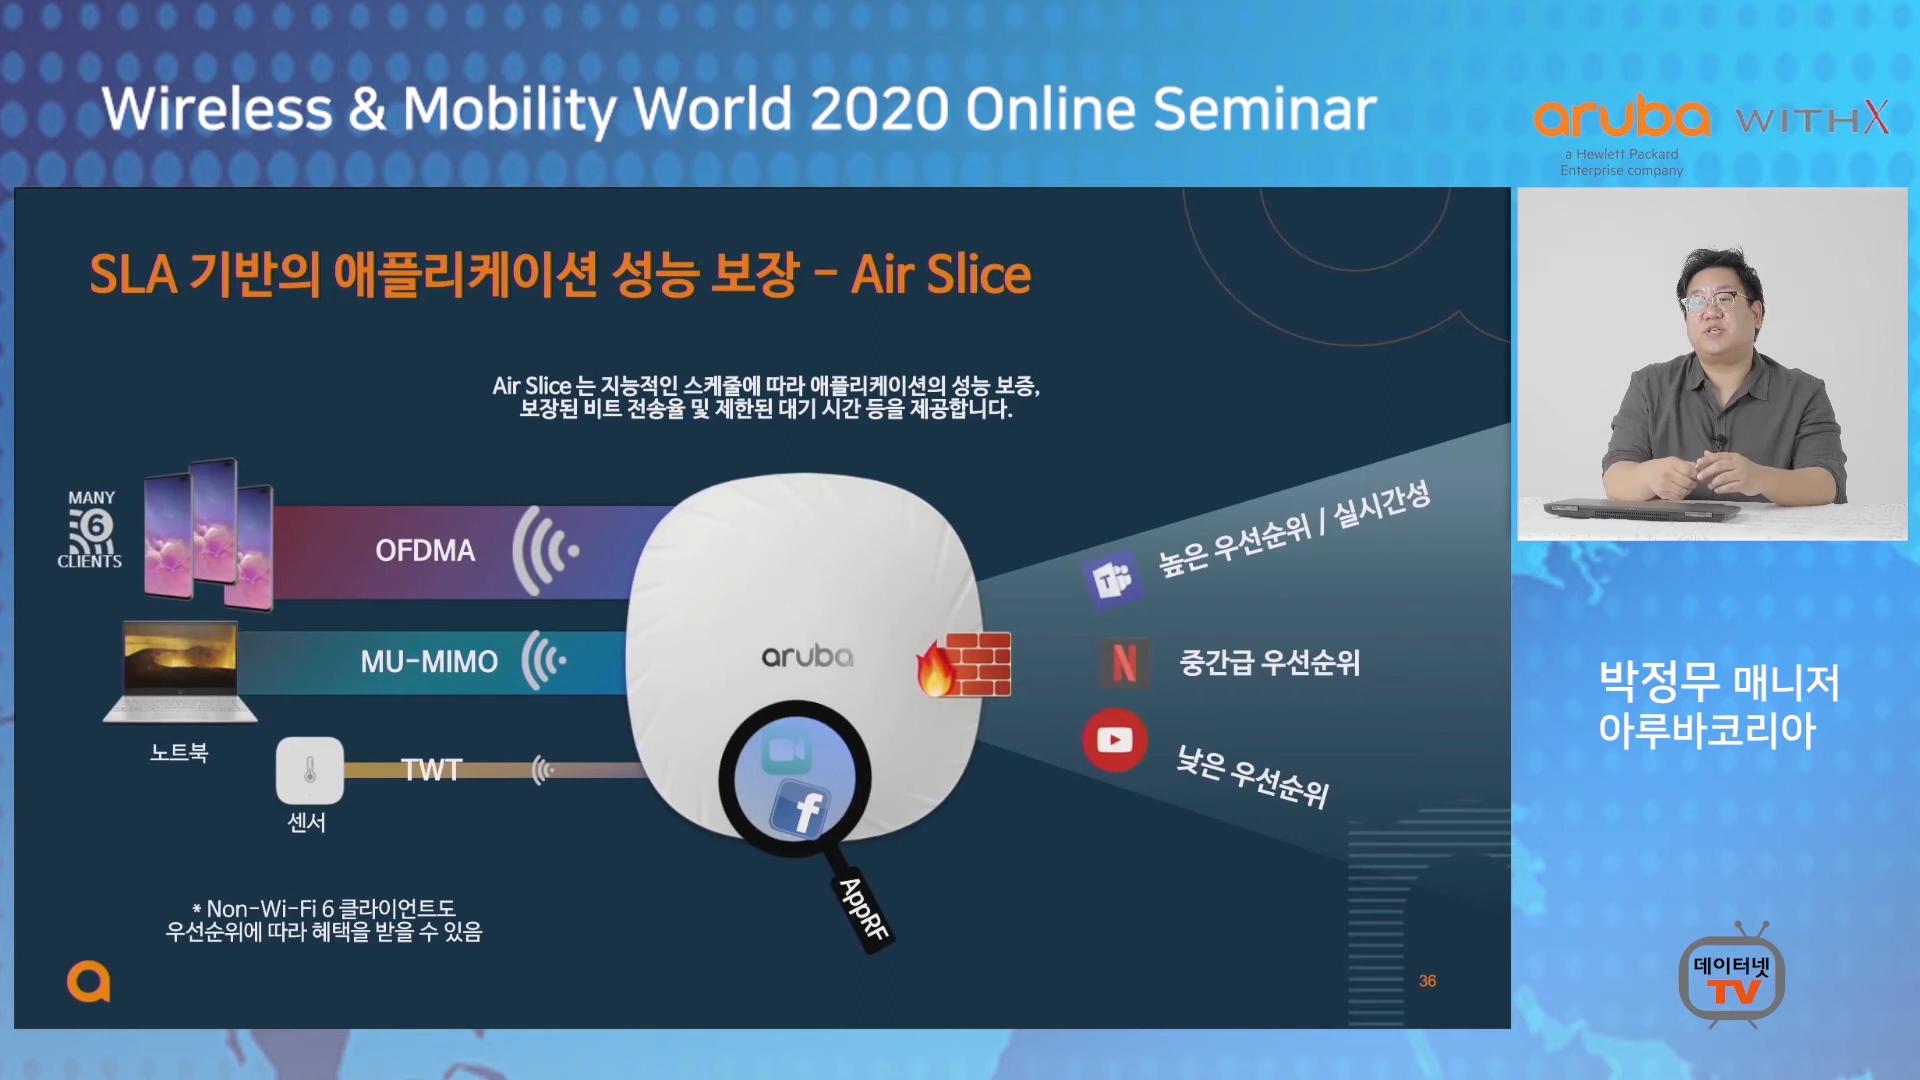 Wireless & Mobility World 2020 Online Seminar
aruba
a Hewlett Packard
Enterprise company
WITHX
SLA 기반의 애플리케이션 성능 보장 - Air Slice
Air Slice 는 지능적인 스케줄에 따라 애플리케이션의 성능 보증,
보장된 비트 전송율 및 제한된 대기 시간 등을 제공합니다.
MANY
6
CLIENTS
OFDMA
MU-MIMO
노트북
TWT
센서
aruba
f
AppRF
T
높은 우선순위 / 실시간성
N
중간급 우선순위
낮은 우선순위
* Non-Wi-Fi 6 클라이언트도
우선순위에 따라 혜택을 받을 수 있음
a
36
박정무 매니저
아루바코리아
데이터넷
TV